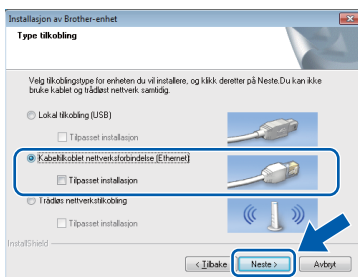 Installasjon av Brother-enhet
Type tilkobling
Velg tilkoblingstype for enheten du vil installere, og klikk deretter på Neste.Du kan ikke
bruke kablet og trådløst nettverk samtidig.
Lokal tilkobling (USB)
Tilpasset installasjon
Kabeltilkoblet nettverksforbindelse (Ethernet)
Tilpasset installasjon
Trådløs nettverkstilkobling
Tilpasset installasjon
InstallShield
< Tilbake
Neste >
Avbryt